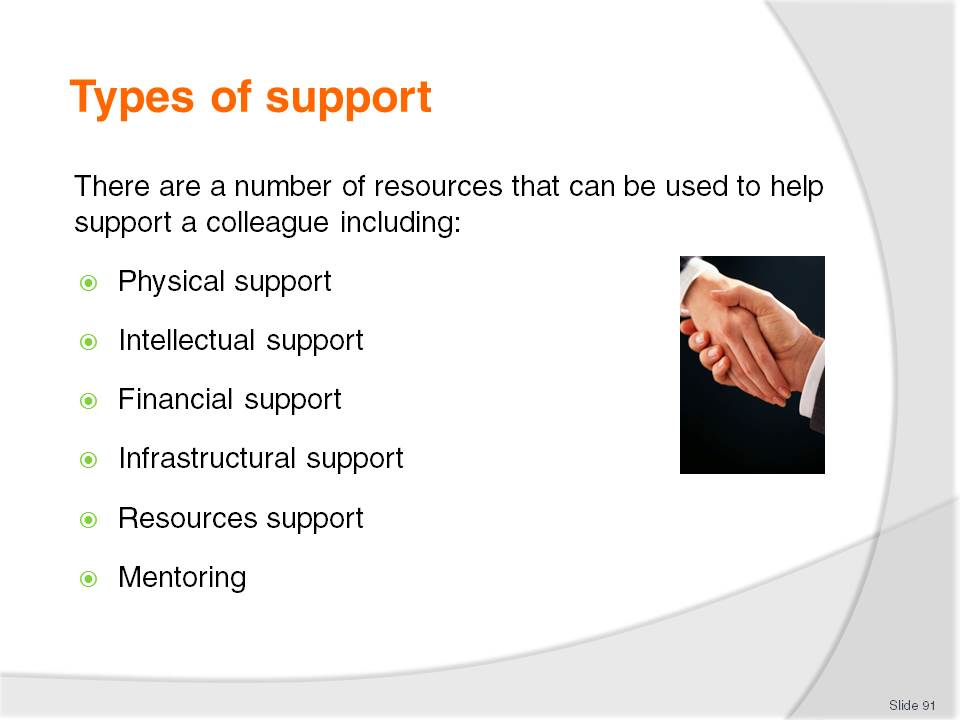 Types of support
There are a number of resources that can be used to help
support a colleague including:
Physical support
Intellectual support
Financial support
Infrastructural support
Resources support
Mentoring
Slide 91